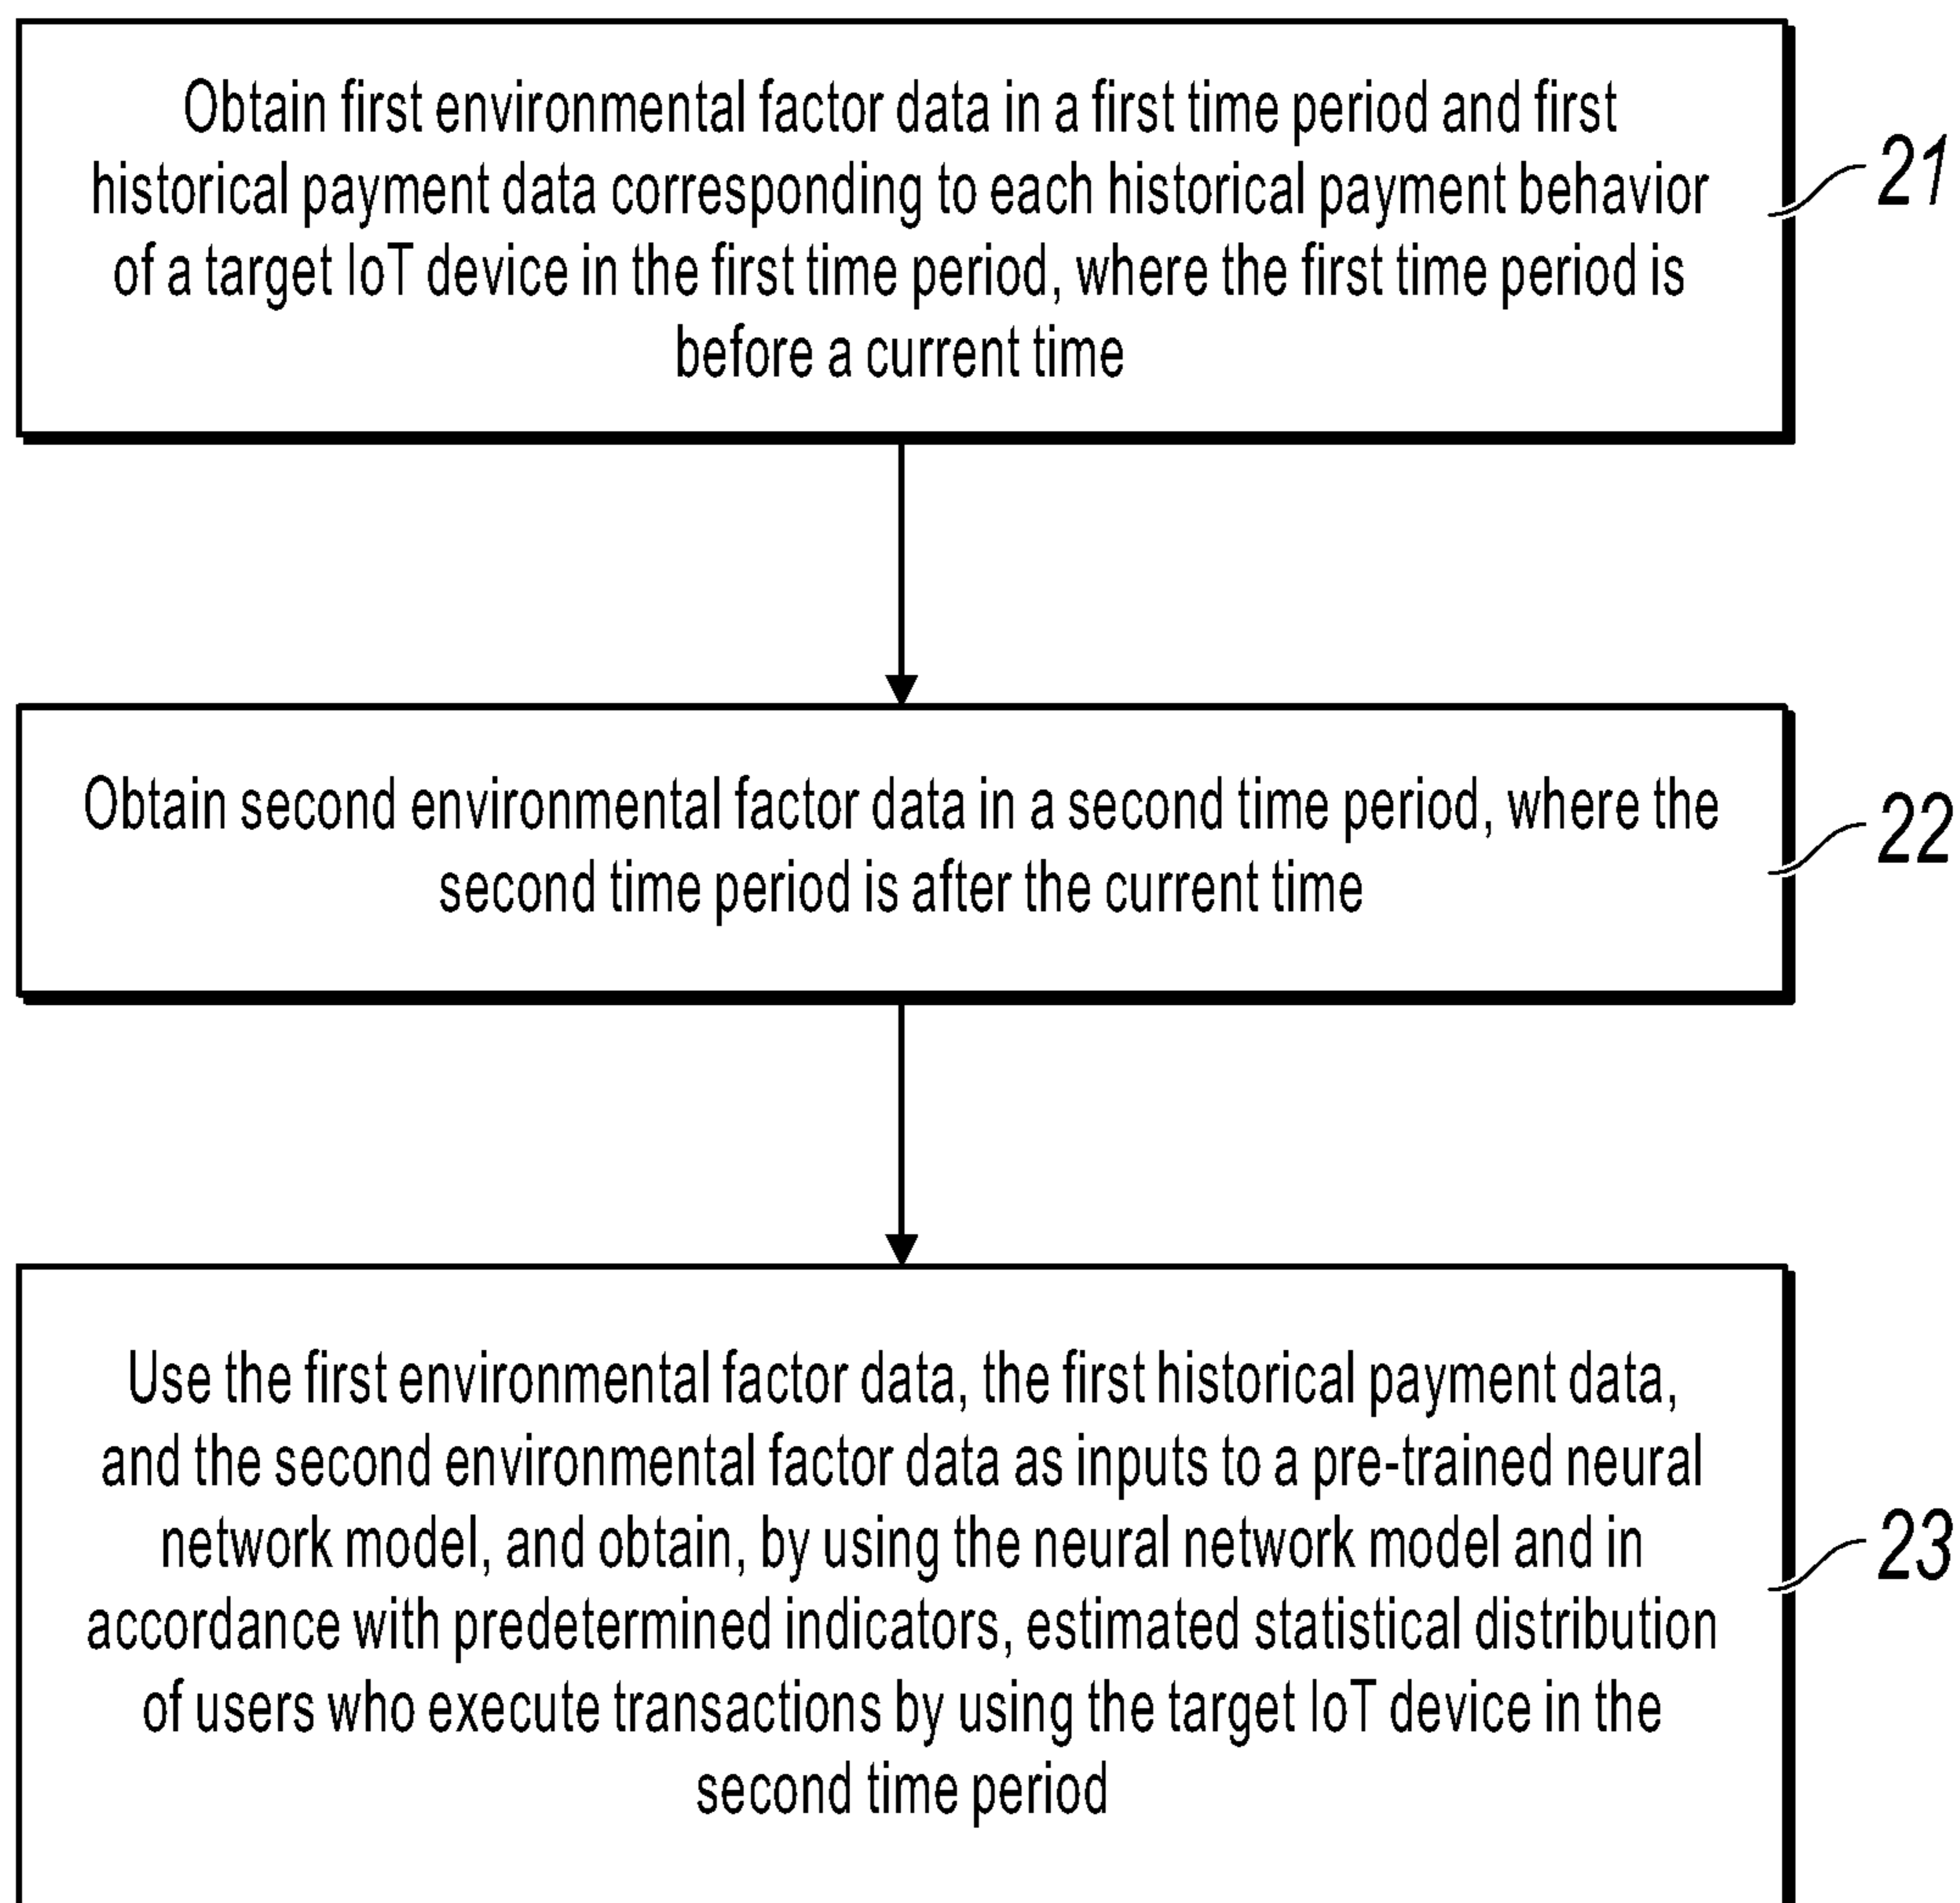 Obtain first environmental factor data in a first time period and first
historical payment data corresponding to each historical payment behavior
of a target IoT device in the first time period, where the first time period is
before a current time
21
Obtain second environmental factor data in a second time period, where the
second time period is after the current time
22
Use the first environmental factor data, the first historical payment data,
and the second environmental factor data as inputs to a pre-trained neural
network model, and obtain, by using the neural network model and in
accordance with predetermined indicators, estimated statistical distribution
of users who execute transactions by using the target IoT device in the
second time period
23